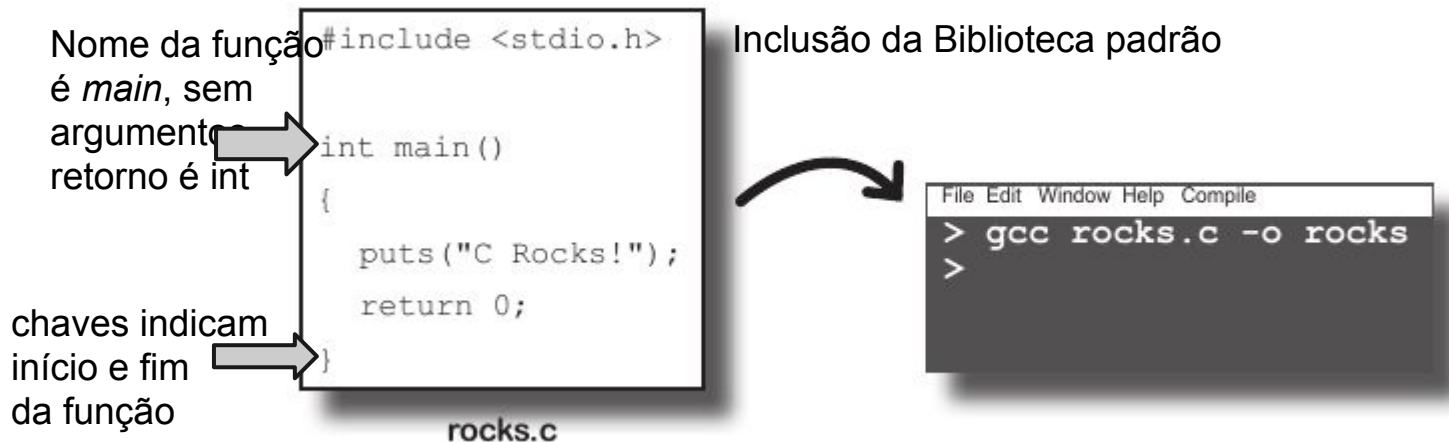 Nome da função
é main, sem
argumentos
retorno é int
#include <stdio.h>
int main()
{
puts("C Rocks!");
return 0;
}
chaves indicam
início e fim
da função
rocks.c
Inclusão da Biblioteca padrão
File Edit Window Help Compile
> gcc rocks.c -o rocks
>